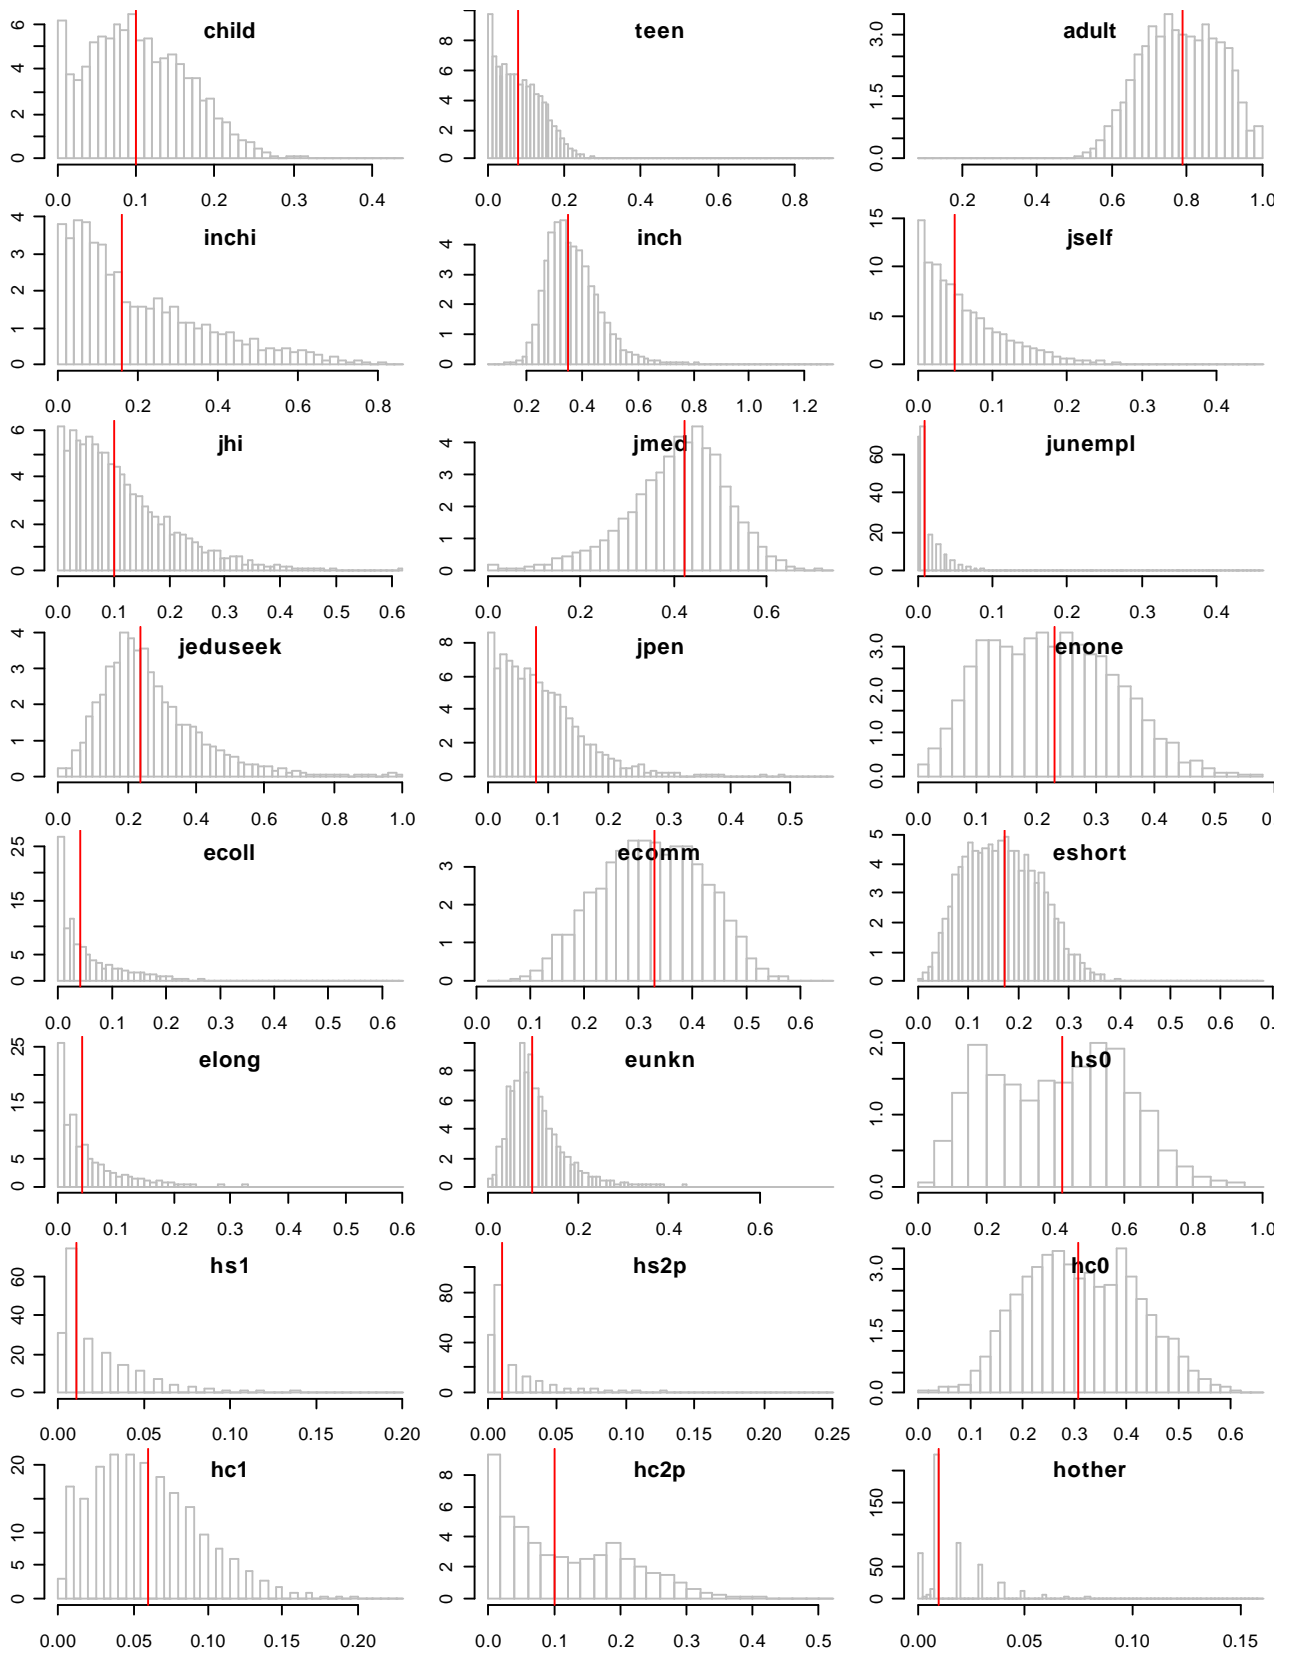 child
0 2 4 6
0.0 0.1 0.2 0.3 0.4
teen
0 2 4 6 8
0.0 0.2 0.4 0.6 0.8
adult
0.0 1.5 3.0
0.2 0.4 0.6 0.8 1.0
inchi
0 1 2 3 4
0.0 0.2 0.4 0.6 0.8
inch
0 1 2 3 4
0.2 0.4 0.6 0.8 1.0 1.2
jself
0 5 10 15
0.0 0.1 0.2 0.3 0.4
jhi
0 2 4 6
0.0 0.1 0.2 0.3 0.4 0.5 0.6
jmed
0 1 2 3 4
0.0 0.2 0.4 0.6
junempl
0 20 40 60
0.0 0.1 0.2 0.3 0.4
jeduseek
0 1 2 3 4
0.0 0.2 0.4 0.6 0.8 1.0
jpen
0 2 4 6 8
0.0 0.1 0.2 0.3 0.4 0.5
enone
0.0 1.0 2.0 3.0
0.0 0.1 0.2 0.3 0.4 0.5 0
ecoll
0 5 15 25
0.0 0.1 0.2 0.3 0.4 0.5 0.6
ecomm
0 1 2 3
0.0 0.1 0.2 0.3 0.4 0.5 0.6
eshort
0 1 2 3 4 5
0.0 0.1 0.2 0.3 0.4 0.5 0.6 0.
elong
0 5 15 25
0.0 0.1 0.2 0.3 0.4 0.5 0.6
eunkn
0 2 4 6 8
0.0 0.2 0.4 0.6
hs0
0.0 1.0 2.0
0.0 0.2 0.4 0.6 0.8 1.0
hs1
0 20 40 60
0.00 0.05 0.10 0.15 0.20
hs2p
0 40 80
0.00 0.05 0.10 0.15 0.20 0.25
hc0
0.0 1.5 3.0
0.0 0.1 0.2 0.3 0.4 0.5 0.6
hc1
0 5 10 20
0.00 0.05 0.10 0.15 0.20
hc2p
0 2 4 6 8
0.0 0.1 0.2 0.3 0.4 0.5
hother
0 50 150
0.00 0.05 0.10 0.15